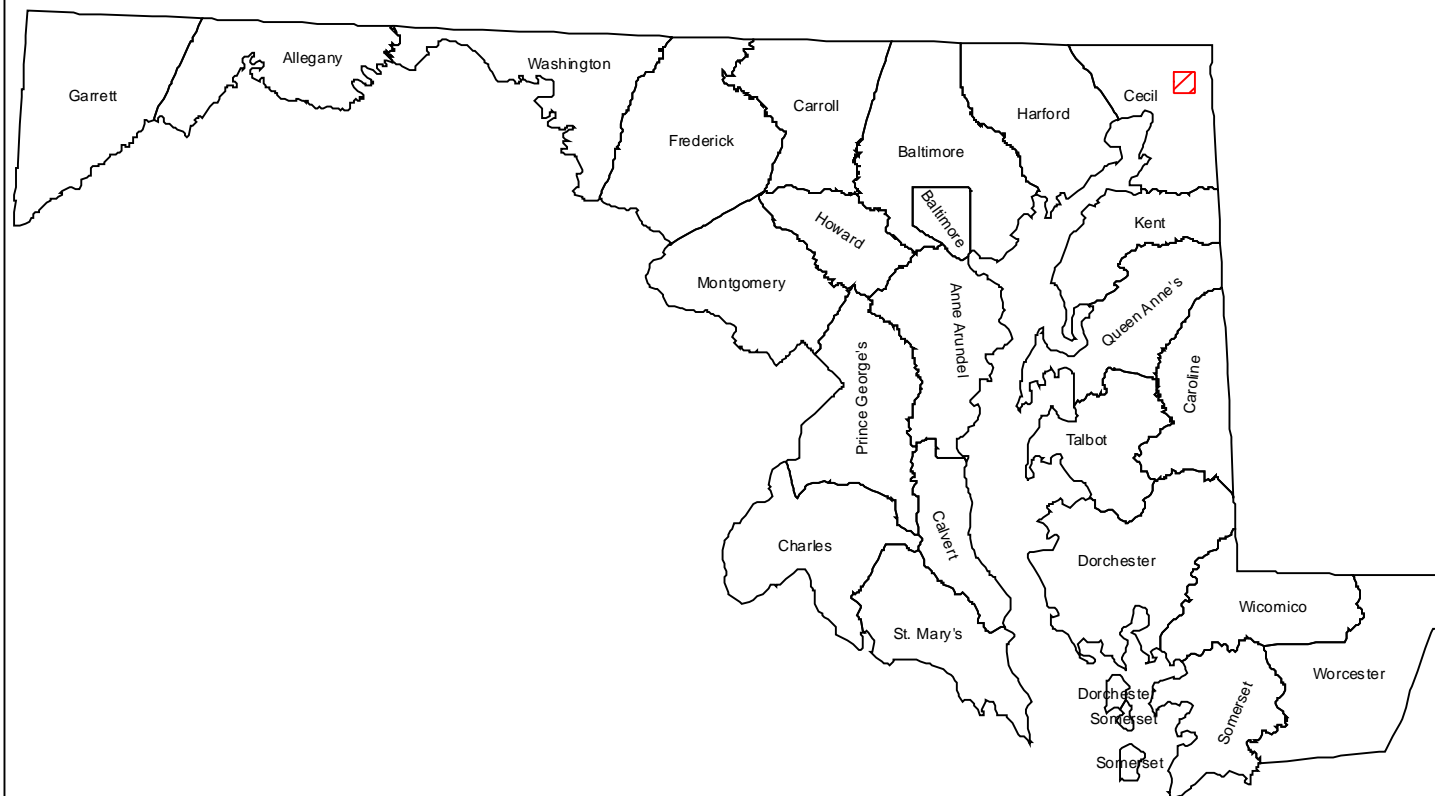 Garrett
Allegany
Washington
Frederick
Carroll
Baltimore
Harford
Cecil
Baltimore
Howard
Montgomery
Kent
Queen Anne's
Anne Arundel
Prince George's
Caroline
Talbot
Charles
Calvert
Dorchester
St. Mary's
Wicomico
Worcester
Dorchester
Somerset
Somerset
Somerset